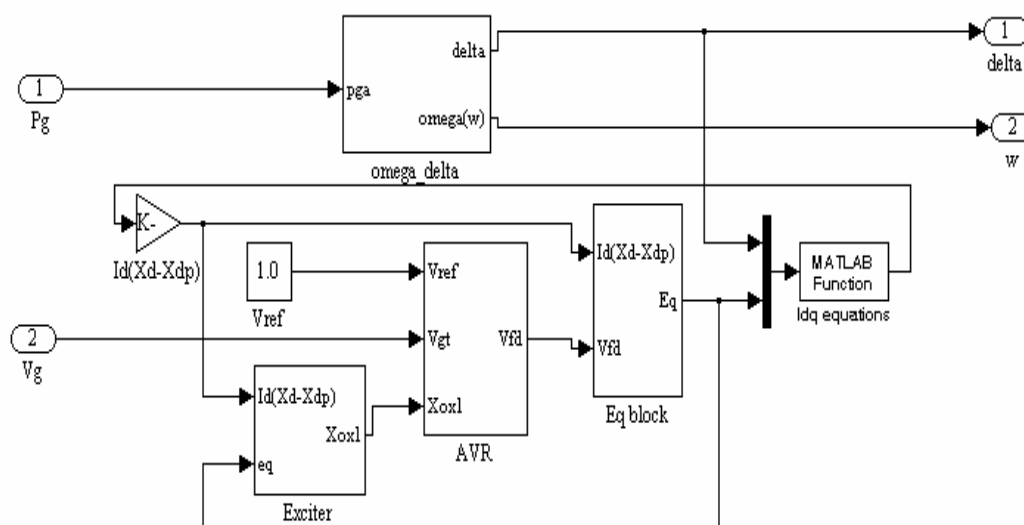 1
Pg
pga
delta
omega(w)
omega_delta
1
delta
2
w
K-
Id(Xd-Xdp)
1.0
Vref
2
Vg
Vref
Vgt
Xoxl
Vfd
AVR
Id(Xd-Xdp)
Eq
Vfd
Eq block
MATLAB
Function
Idq equations
Id(Xd-Xdp)
Xoxl
eq
Exciter